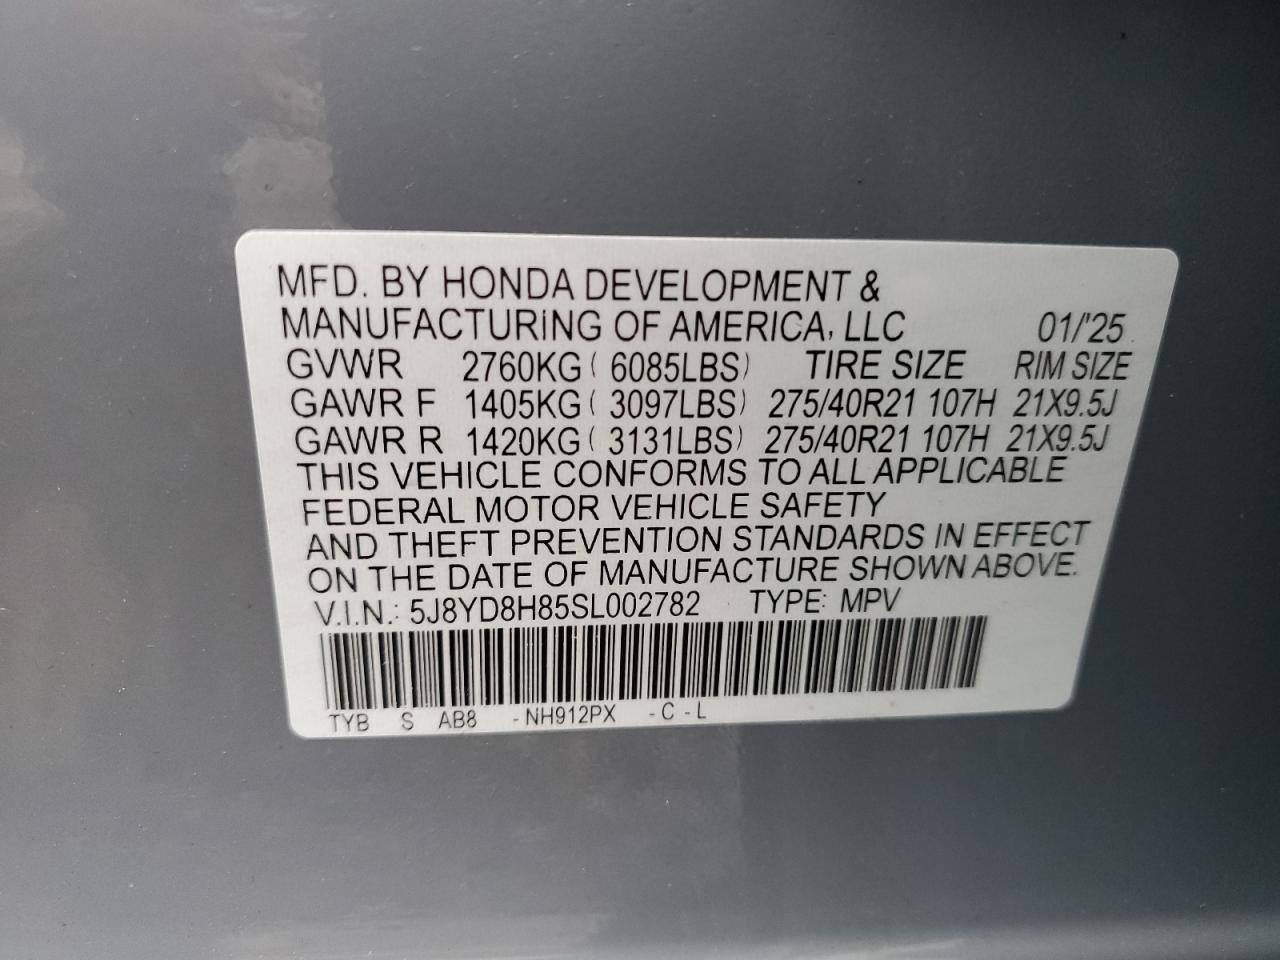 MFD. BY HONDA DEVELOPMENT &
MANUFACTURING OF AMERICA, LLC 01/'25
GVWR 2760KG ( 6085LBS) TIRE SIZE RIM SIZE
GAWR F 1405KG ( 3097LBS) 275/40R21 107H 21X9.5J
GAWR R 1420KG ( 3131LBS) 275/40R21 107H 21X9.5J
THIS VEHICLE CONFORMS TO ALL APPLICABLE
FEDERAL MOTOR VEHICLE SAFETY
AND THEFT PREVENTION STANDARDS IN EFFECT
ON THE DATE OF MANUFACTURE SHOWN ABOVE.
V.I.N.: 5J8YD8H85SL002782 TYPE: MPV
TYB S AB8 -NH912PX -C-L